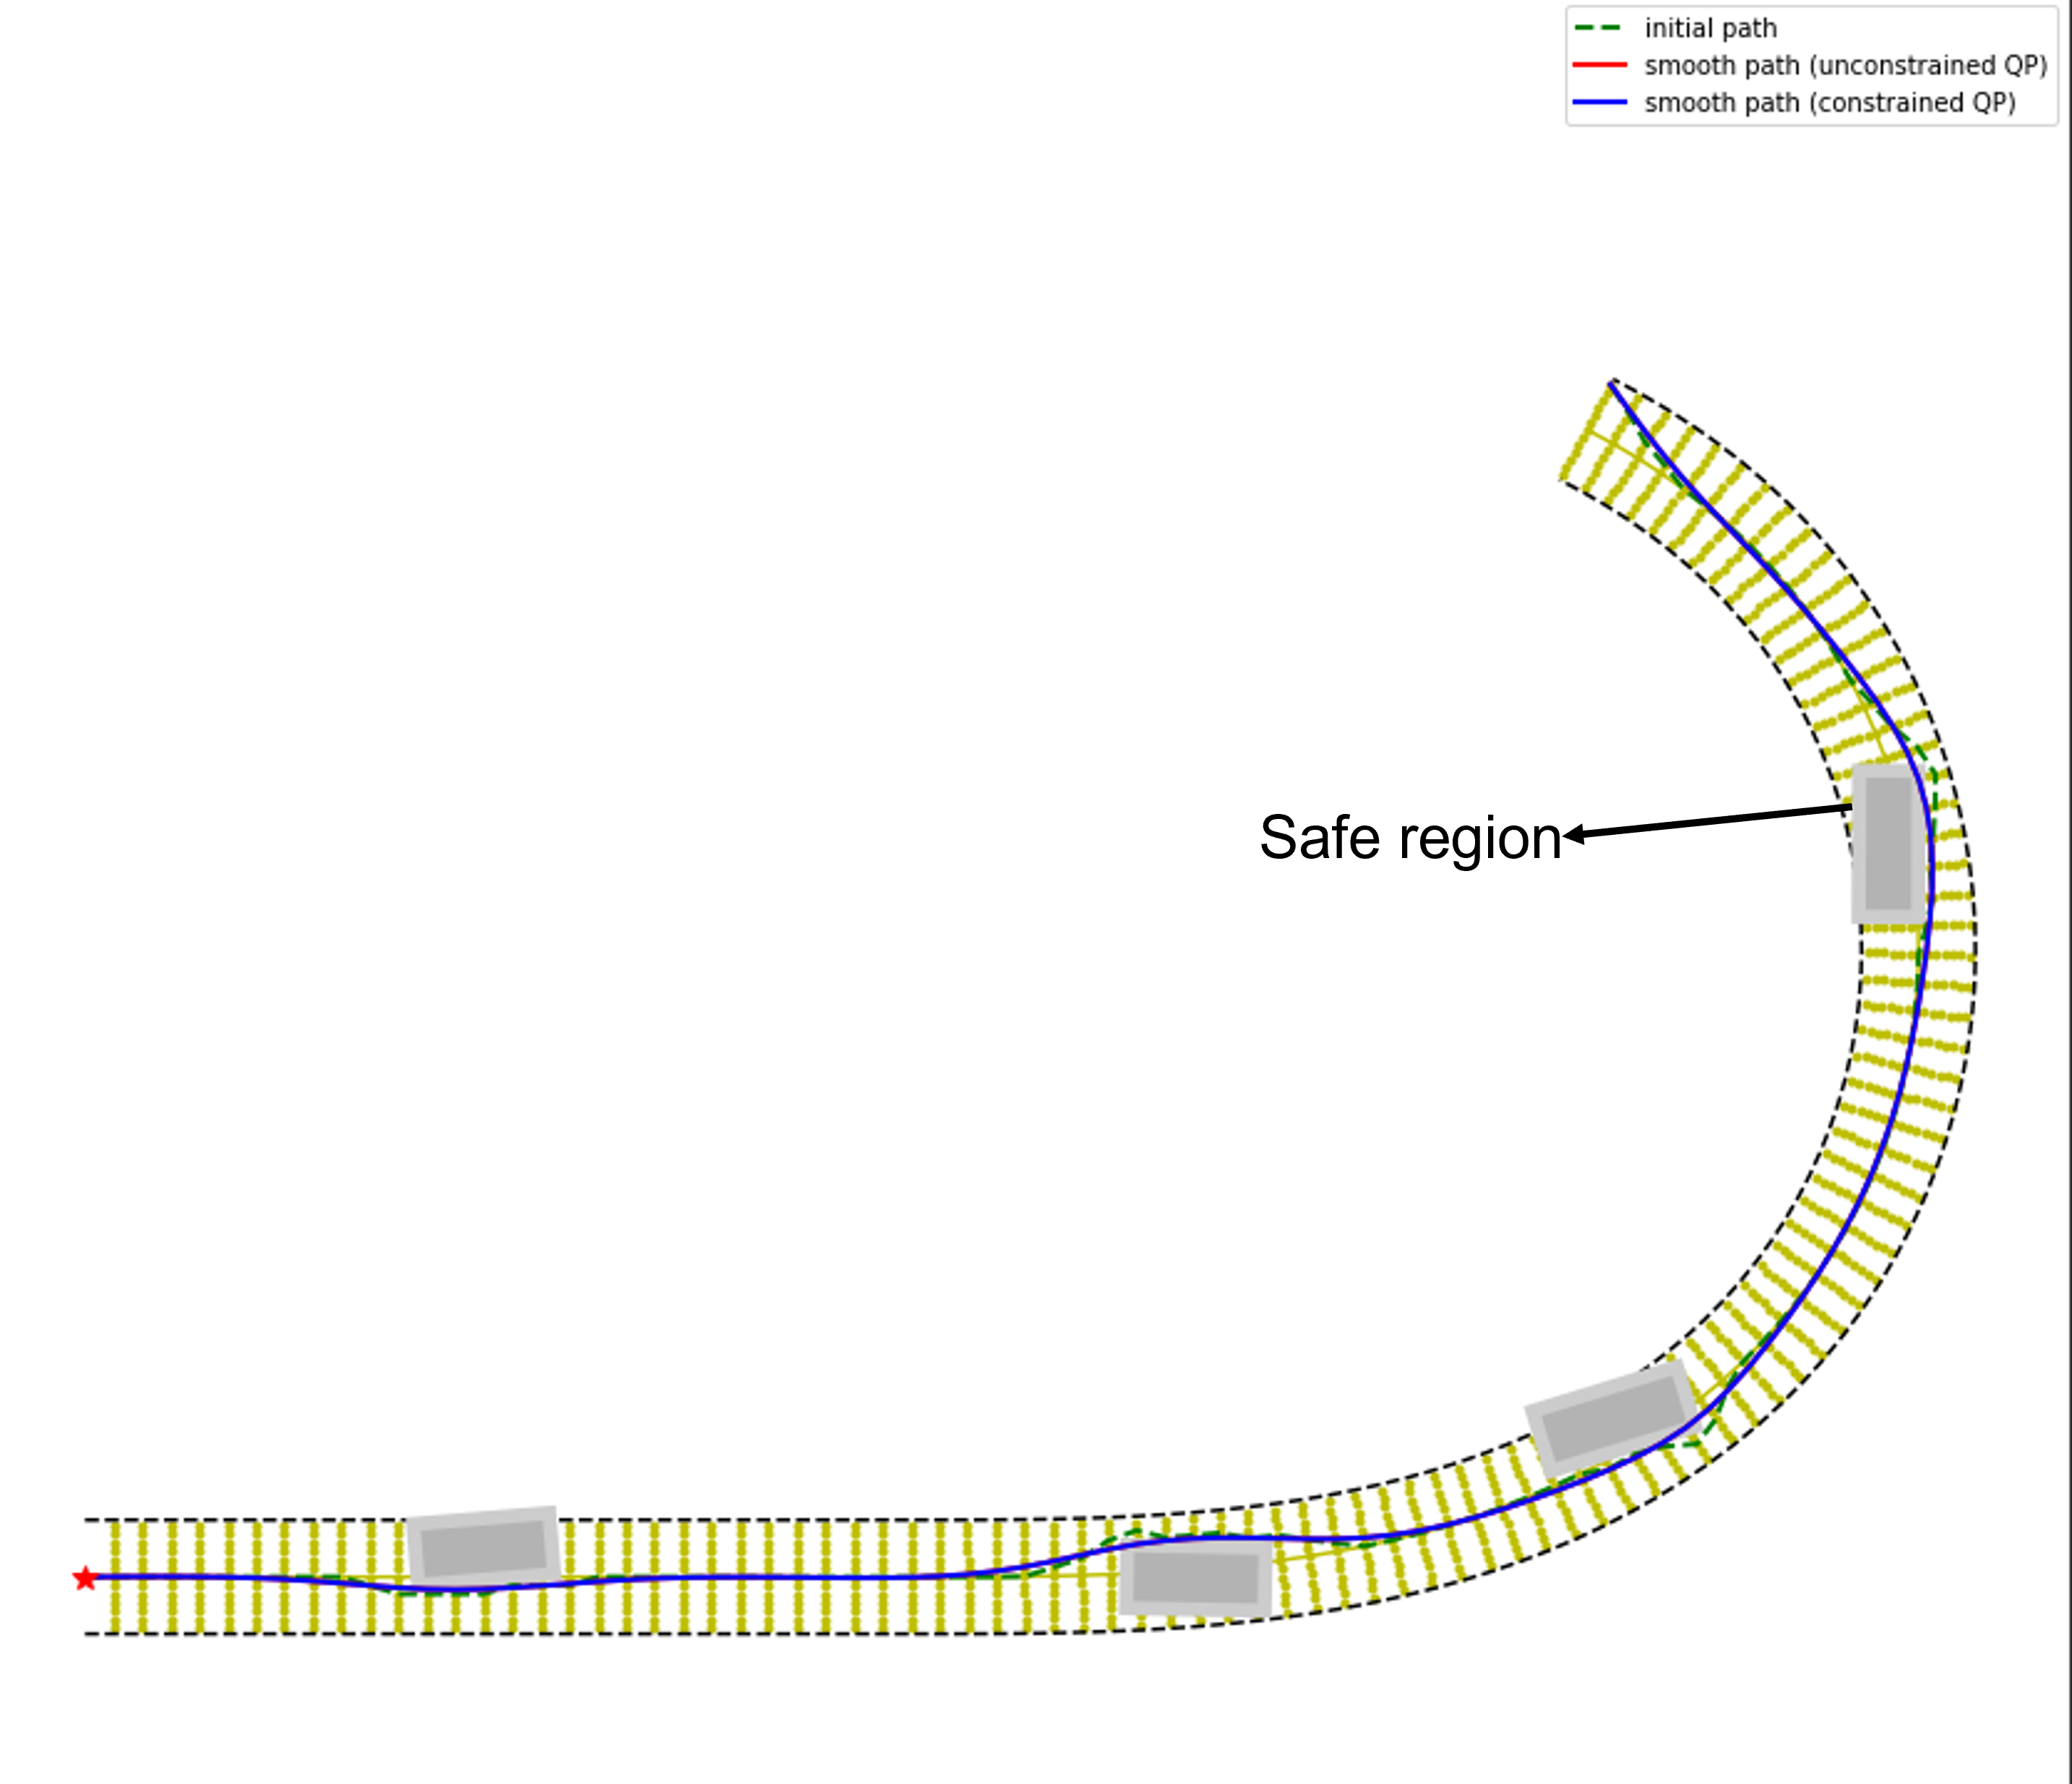 initial path
smooth path (unconstrained QP)
smooth path (constrained QP)
Safe region